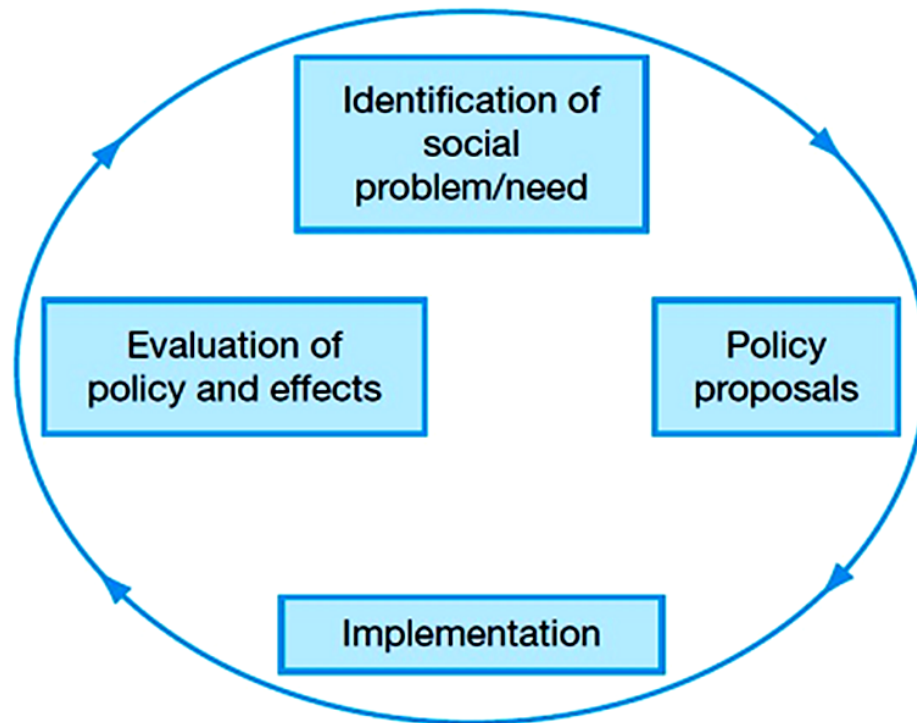 Identification of
social
problem/need
Evaluation of
policy and effects
Policy
proposals
Implementation